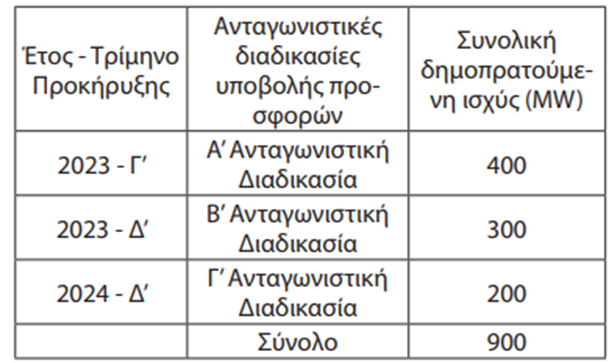 Έτος - Τρίμηνο
Προκήρυξης
Ανταγωνιστικές
διαδικασίες
υποβολής προ-
σφορών
Συνολική
δημοπρατούμε-
νη ισχύς (MW)
2023 - Γ’
Α’ Ανταγωνιστική
Διαδικασία
400
2023 - Δ’
Β’ Ανταγωνιστική
Διαδικασία
300
2024 - Δ’
Γ’ Ανταγωνιστική
Διαδικασία
200
Σύνολο
900